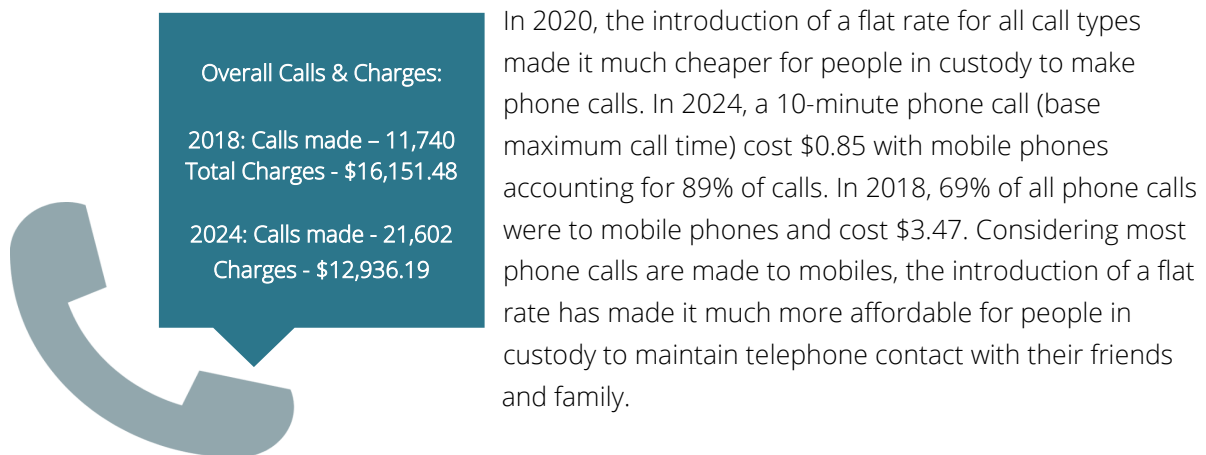 Overall Calls & Charges:
2018: Calls made – 11,740
Total Charges - $16,151.48
2024: Calls made - 21,602
Charges - $12,936.19
In 2020, the introduction of a flat rate for all call types
made it much cheaper for people in custody to make
phone calls. In 2024, a 10-minute phone call (base
maximum call time) cost $0.85 with mobile phones
accounting for 89% of calls. In 2018, 69% of all phone calls
were to mobile phones and cost $3.47. Considering most
phone calls are made to mobiles, the introduction of a flat
rate has made it much more affordable for people in
custody to maintain telephone contact with their friends
and family.